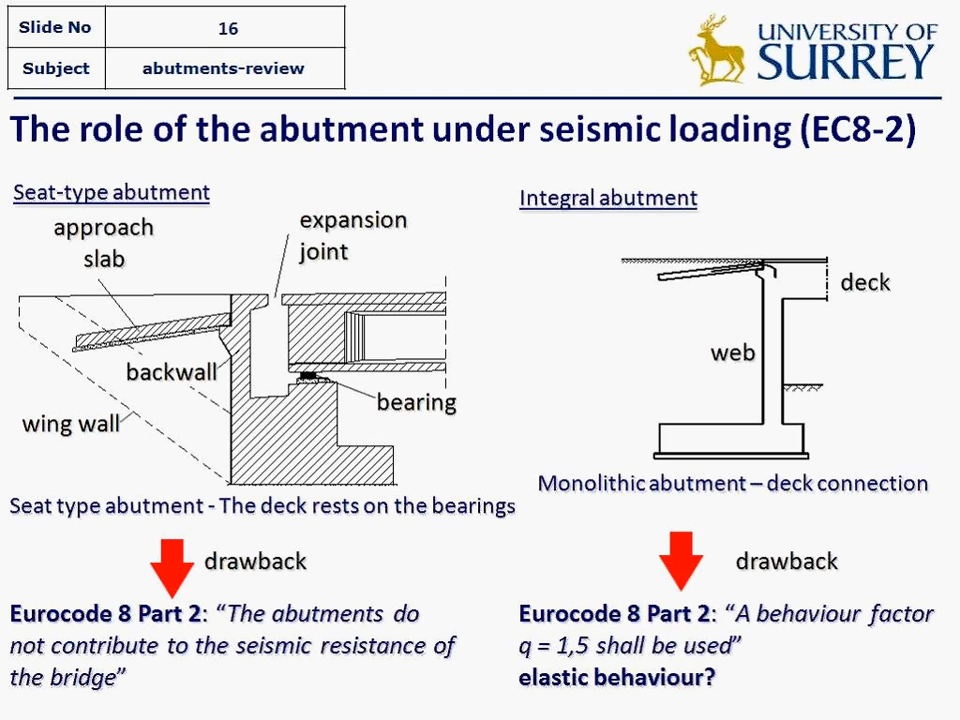 Slide No 16
Subject abutments-review
UNIVERSITY OF
SURREY
The role of the abutment under seismic loading (EC8-2)
Seat-type abutment
approach
slab
expansion
joint
backwall
wing wall
bearing
Seat type abutment - The deck rests on the bearings
drawback
Eurocode 8 Part 2: “The abutments do
not contribute to the seismic resistance of
the bridge”
Integral abutment
deck
web
Monolithic abutment – deck connection
drawback
Eurocode 8 Part 2: “A behaviour factor
q = 1,5 shall be used”
elastic behaviour?